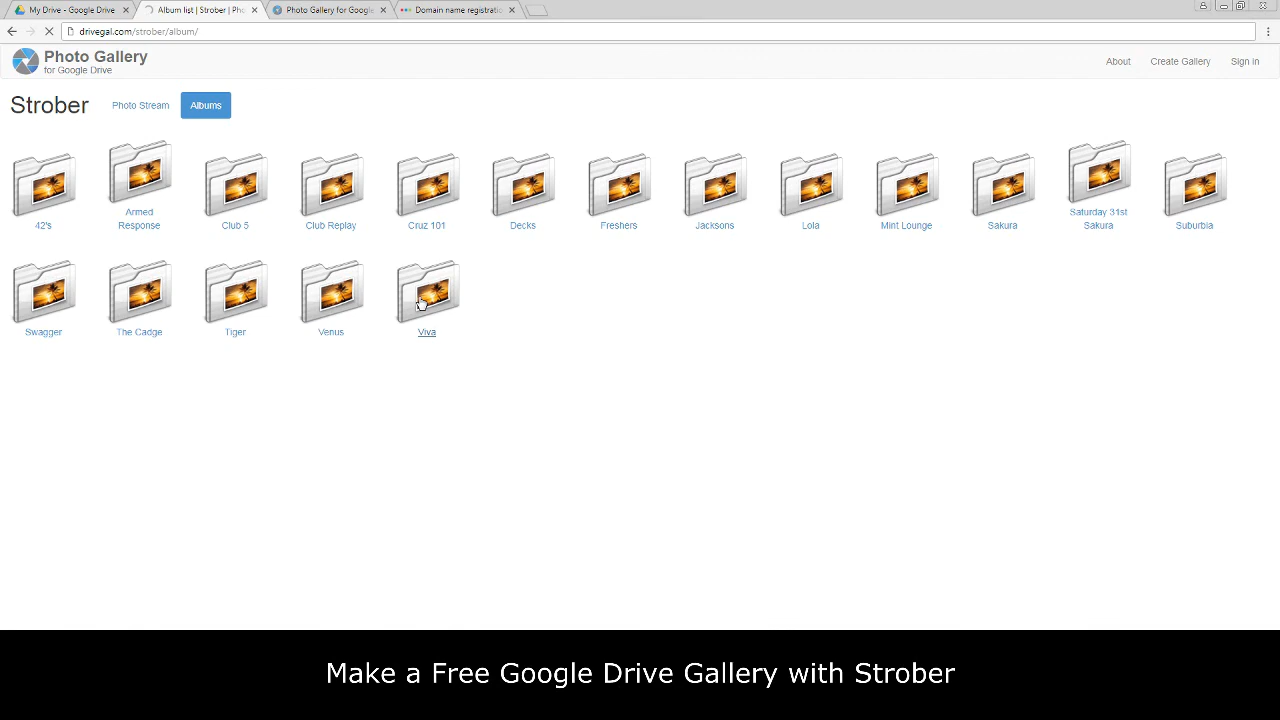 My Drive - Google Drive
Album list | Strober | Pho
Photo Gallery for Google
Domain name registratio
drivegal.com/strober/album/
Photo Gallery
for Google Drive
About
Create Gallery
Sign in
Strober
Photo Stream
Albums
42's
Armed
Response
Club 5
Club Replay
Cruz 101
Decks
Freshers
Jacksons
Lola
Mint Lounge
Sakura
Saturday 31st
Sakura
Suburbia
Swagger
The Cadge
Tiger
Venus
Viva
Make a Free Google Drive Gallery with Strober